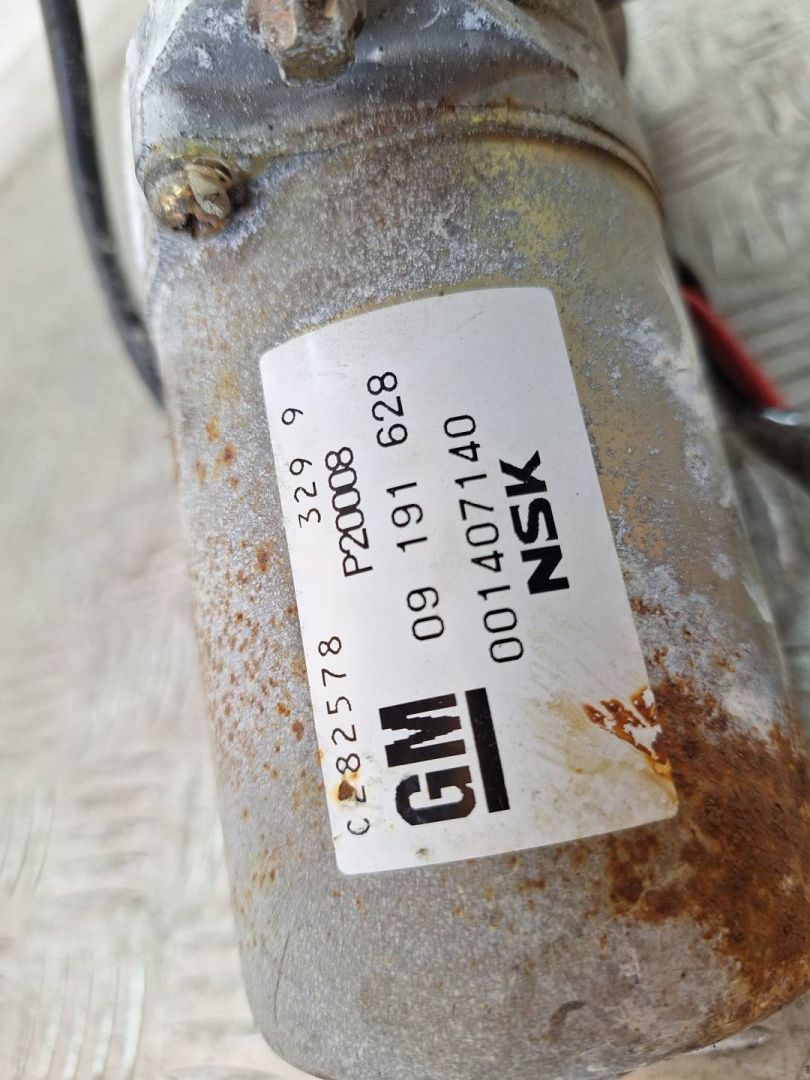 C282578 329 9
P20008
GM 09 191 628
001407140
NSK